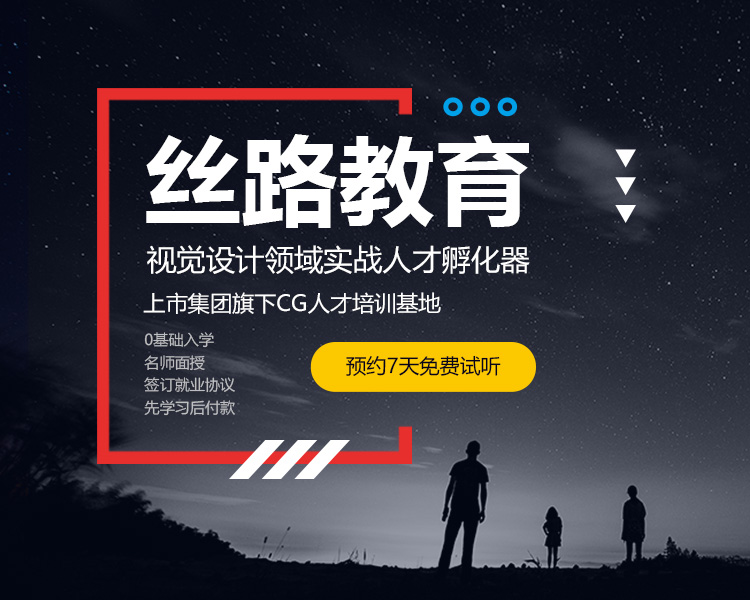 丝路教育
视觉设计领域实战人才孵化器
上市集团旗下CG人才培训基地
0基础入学
名师面授
签订就业协议
先学习后付款
预约7天免费试听